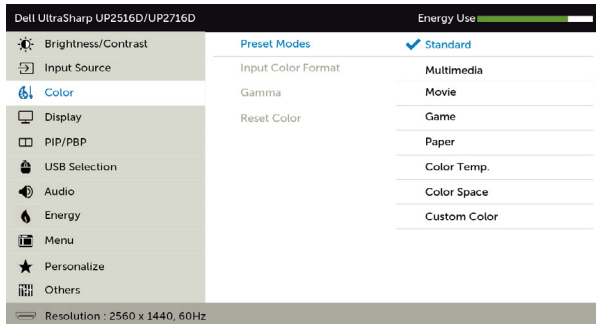 Dell UltraSharp UP2516D/UP2716D Energy Use
Brightness/Contrast Preset Modes Standard
Input Source Input Color Format Multimedia
Color Gamma Movie
Display Reset Color Game
PIP/PBP Paper
USB Selection Color Temp.
Audio Color Space
Energy Custom Color
Menu
Personalize
Others
Resolution : 2560 x 1440, 60Hz